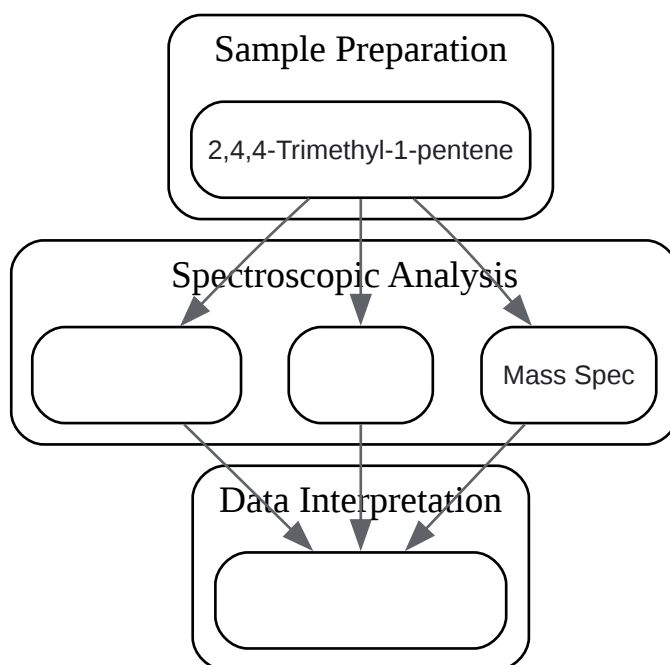 Sample Preparation
2,4,4-Trimethyl-1-pentene
Spectroscopic Analysis
Mass Spec
Data Interpretation